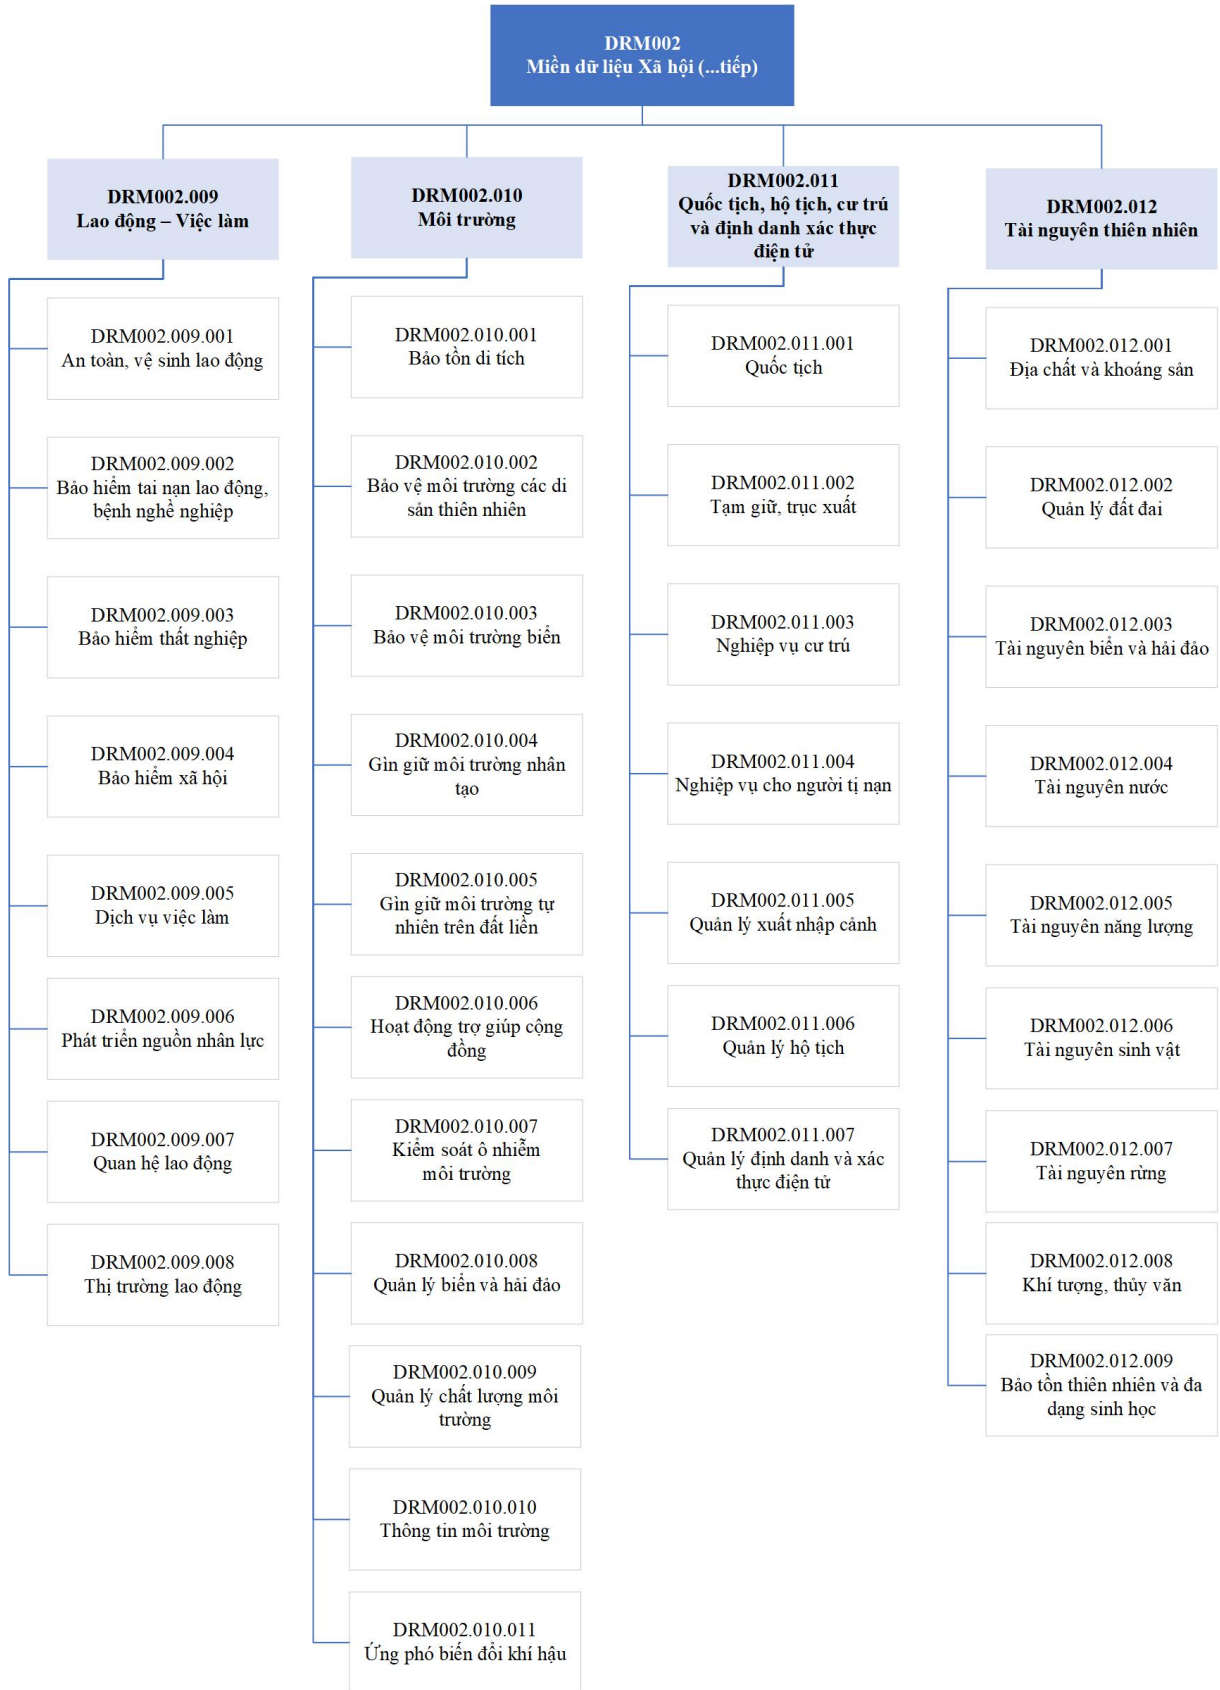 DRM002
Miền dữ liệu Xã hội (...tiếp)
DRM002.009
Lao động – Việc làm
DRM002.009.001
An toàn, vệ sinh lao động
DRM002.009.002
Bảo hiểm tai nạn lao động,
bệnh nghề nghiệp
DRM002.009.003
Bảo hiểm thất nghiệp
DRM002.009.004
Bảo hiểm xã hội
DRM002.009.005
Dịch vụ việc làm
DRM002.009.006
Phát triển nguồn nhân lực
DRM002.009.007
Quan hệ lao động
DRM002.009.008
Thị trường lao động
DRM002.010
Môi trường
DRM002.010.001
Bảo tồn di tích
DRM002.010.002
Bảo vệ môi trường các di
sản thiên nhiên
DRM002.010.003
Bảo vệ môi trường biển
DRM002.010.004
Gìn giữ môi trường nhân
tạo
DRM002.010.005
Gìn giữ môi trường tự
nhiên trên đất liền
DRM002.010.006
Hoạt động trợ giúp cộng
đồng
DRM002.010.007
Kiểm soát ô nhiễm
môi trường
DRM002.010.008
Quản lý biển và hải đảo
DRM002.010.009
Quản lý chất lượng môi
trường
DRM002.010.010
Thông tin môi trường
DRM002.010.011
Ứng phó biến đổi khí hậu
DRM002.011
Quốc tịch, hộ tịch, cư trú
và định danh xác thực
điện tử
DRM002.011.001
Quốc tịch
DRM002.011.002
Tạm giữ, trục xuất
DRM002.011.003
Nghiệp vụ cư trú
DRM002.011.004
Nghiệp vụ cho người tị nạn
DRM002.011.005
Quản lý xuất nhập cảnh
DRM002.011.006
Quản lý hộ tịch
DRM002.011.007
Quản lý định danh và xác
thực điện tử
DRM002.012
Tài nguyên thiên nhiên
DRM002.012.001
Địa chất và khoáng sản
DRM002.012.002
Quản lý đất đai
DRM002.012.003
Tài nguyên biển và hải đảo
DRM002.012.004
Tài nguyên nước
DRM002.012.005
Tài nguyên năng lượng
DRM002.012.006
Tài nguyên sinh vật
DRM002.012.007
Tài nguyên rừng
DRM002.012.008
Khí tượng, thủy văn
DRM002.012.009
Bảo tồn thiên nhiên và đa
dạng sinh học